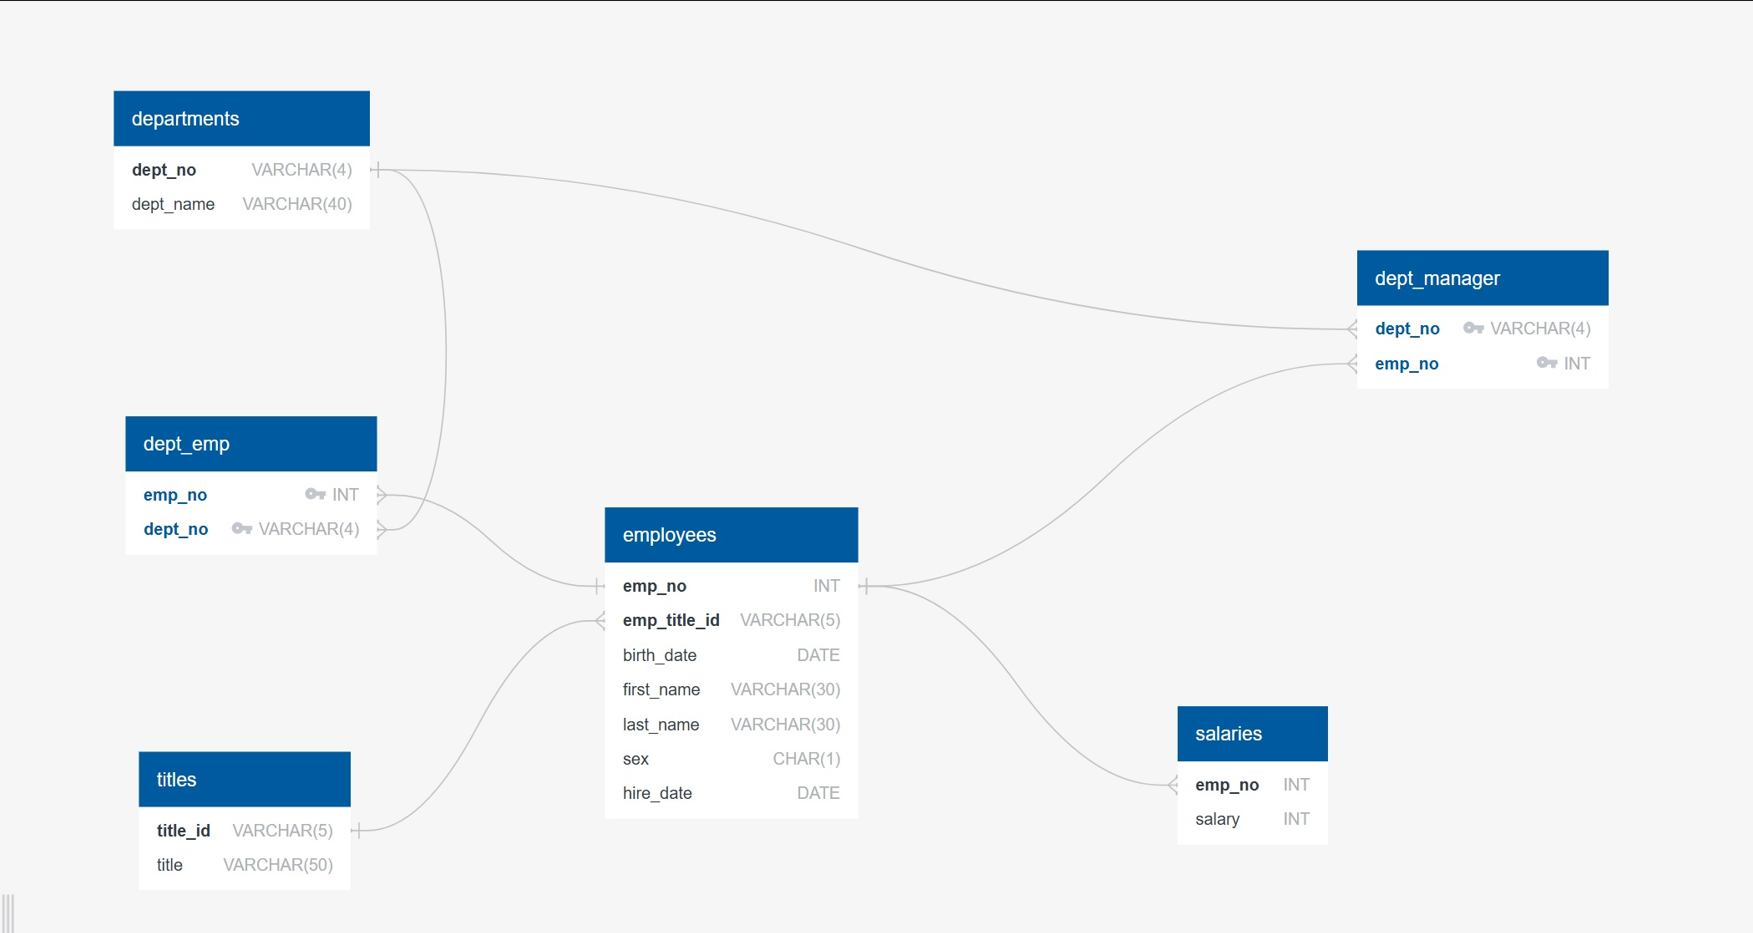 departments
dept_no VARCHAR(4)
dept_name VARCHAR(40)
dept_manager
dept_no VARCHAR(4)
emp_no INT
dept_emp
emp_no INT
dept_no VARCHAR(4)
employees
emp_no INT
emp_title_id VARCHAR(5)
birth_date DATE
first_name VARCHAR(30)
last_name VARCHAR(30)
sex CHAR(1)
hire_date DATE
titles
title_id VARCHAR(5)
title VARCHAR(50)
salaries
emp_no INT
salary INT